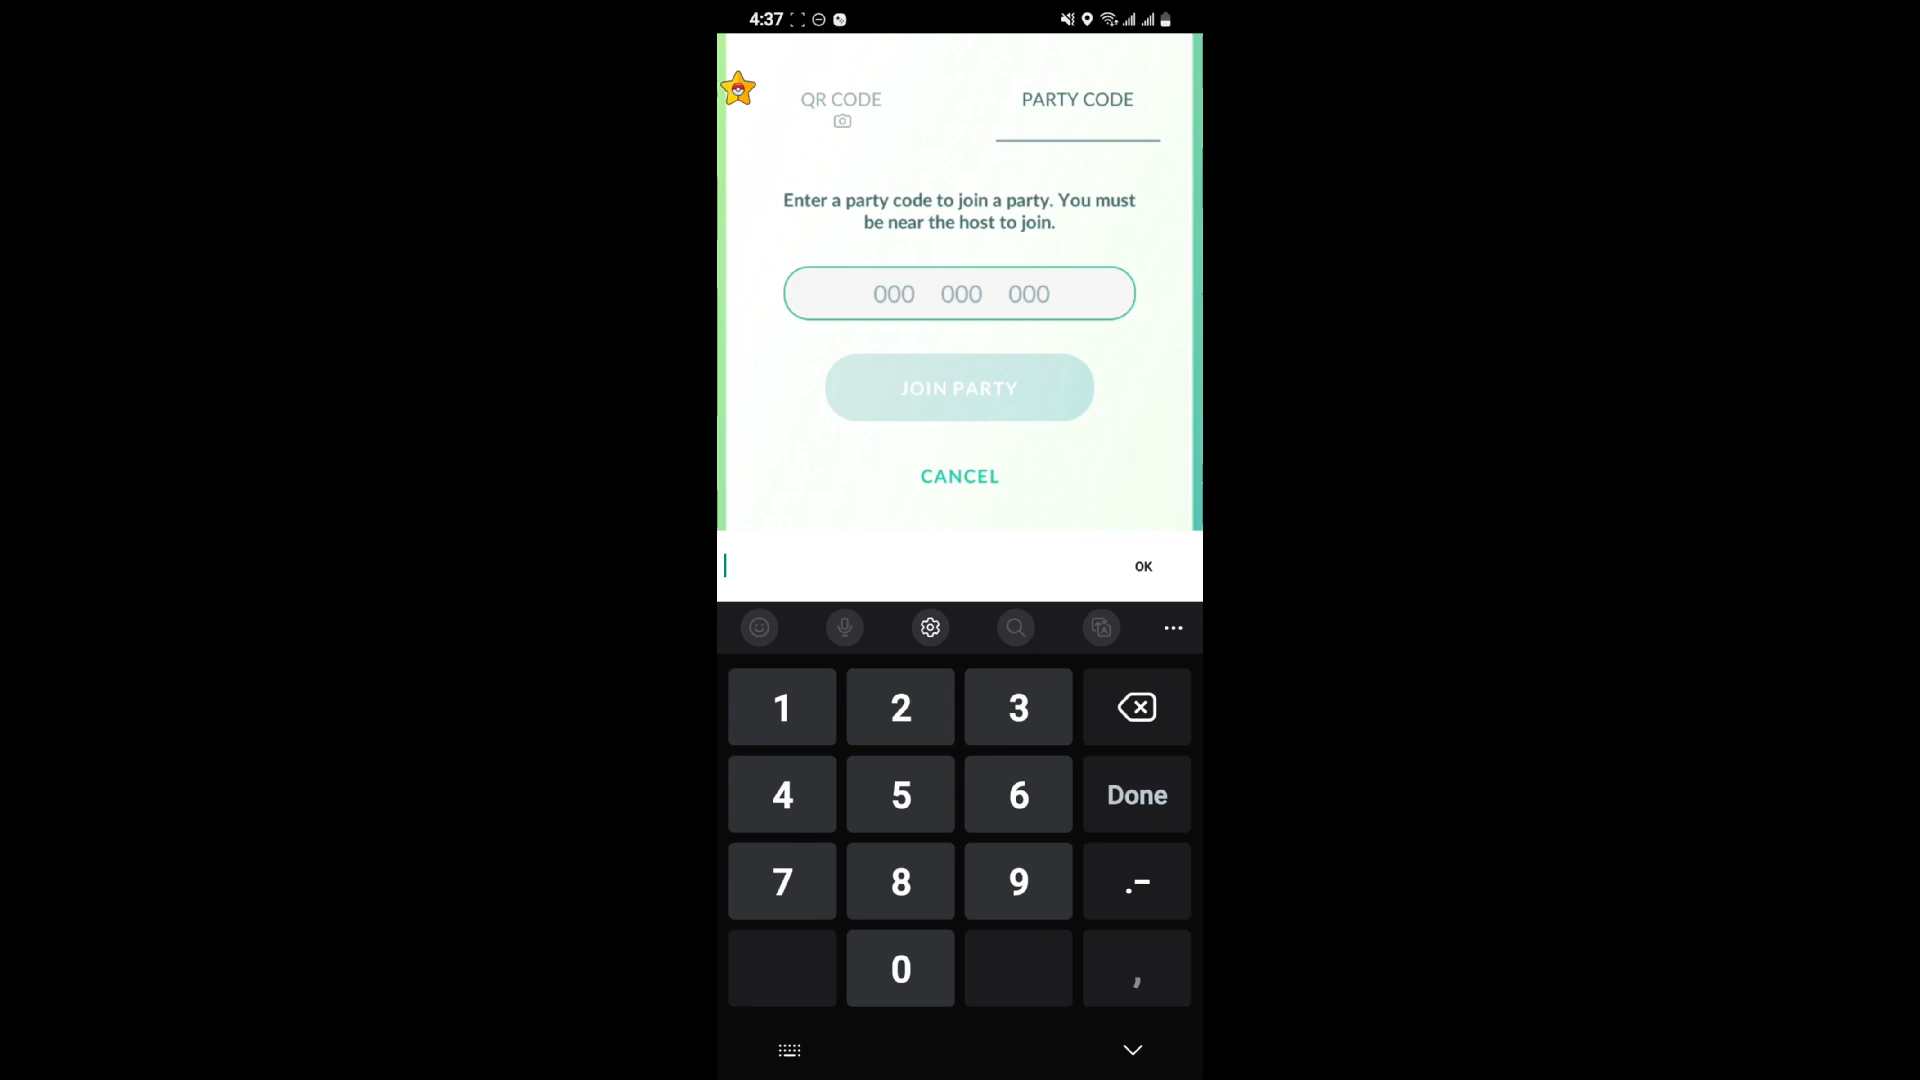 4:37
QR CODE
PARTY CODE
Enter a party code to join a party. You must
be near the host to join.
000 000 000
JOIN PARTY
CANCEL
OK
1 2 3
4 5 6 Done
7 8 9 .-
0 ,